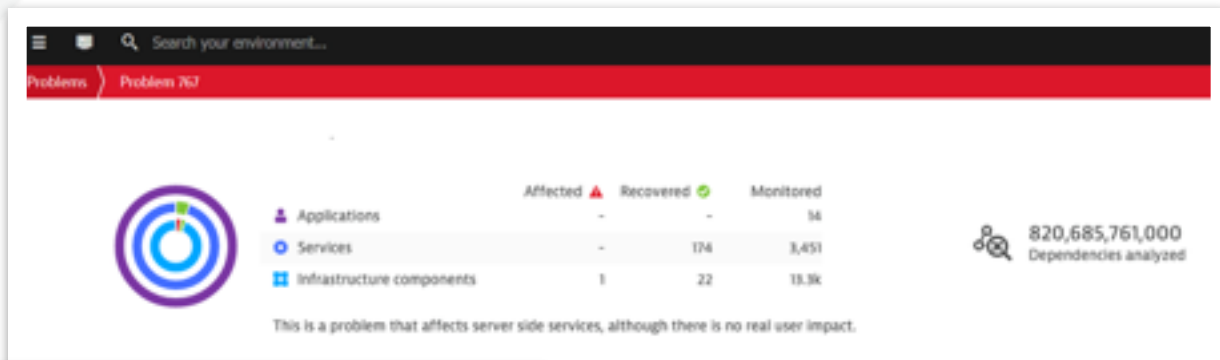 Search your environment...
Problems
Problem 767
Affected Recovered Monitored
Applications - - 14
Services - 174 3,451
Infrastructure components 1 22 13.3k
820,685,761,000
Dependencies analyzed
This is a problem that affects server side services, although there is no real user impact.